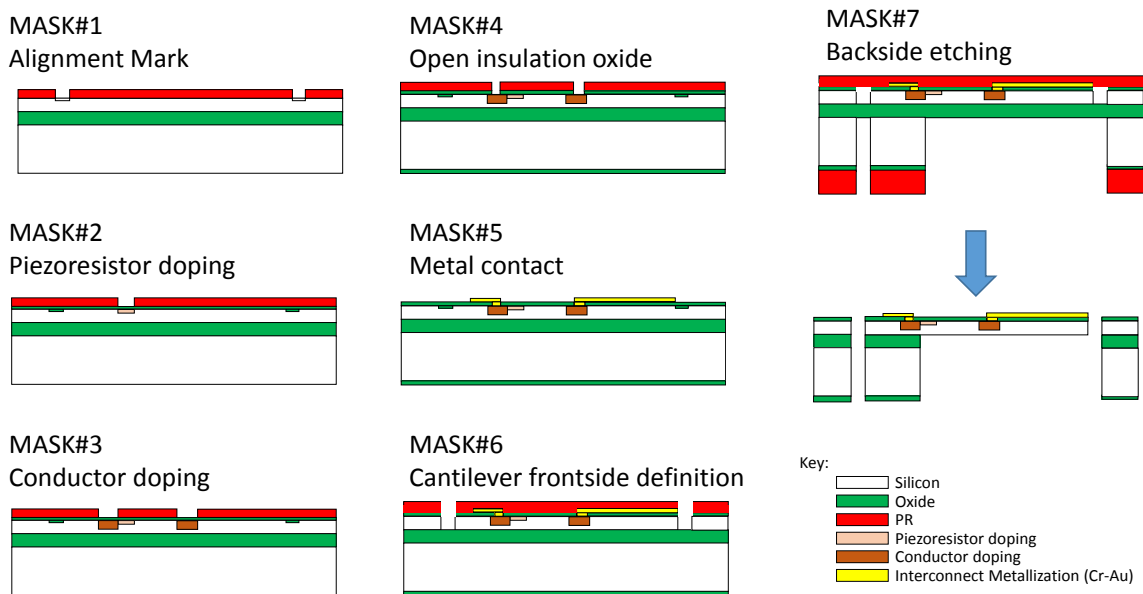 MASK#1
Alignment Mark
MASK#2
Piezoresistor doping
MASK#3
Conductor doping
MASK#4
Open insulation oxide
MASK#5
Metal contact
MASK#6
Cantilever frontside definition
MASK#7
Backside etching
Key:
Silicon
Oxide
PR
Piezoresistor doping
Conductor doping
Interconnect Metallization (Cr-Au)